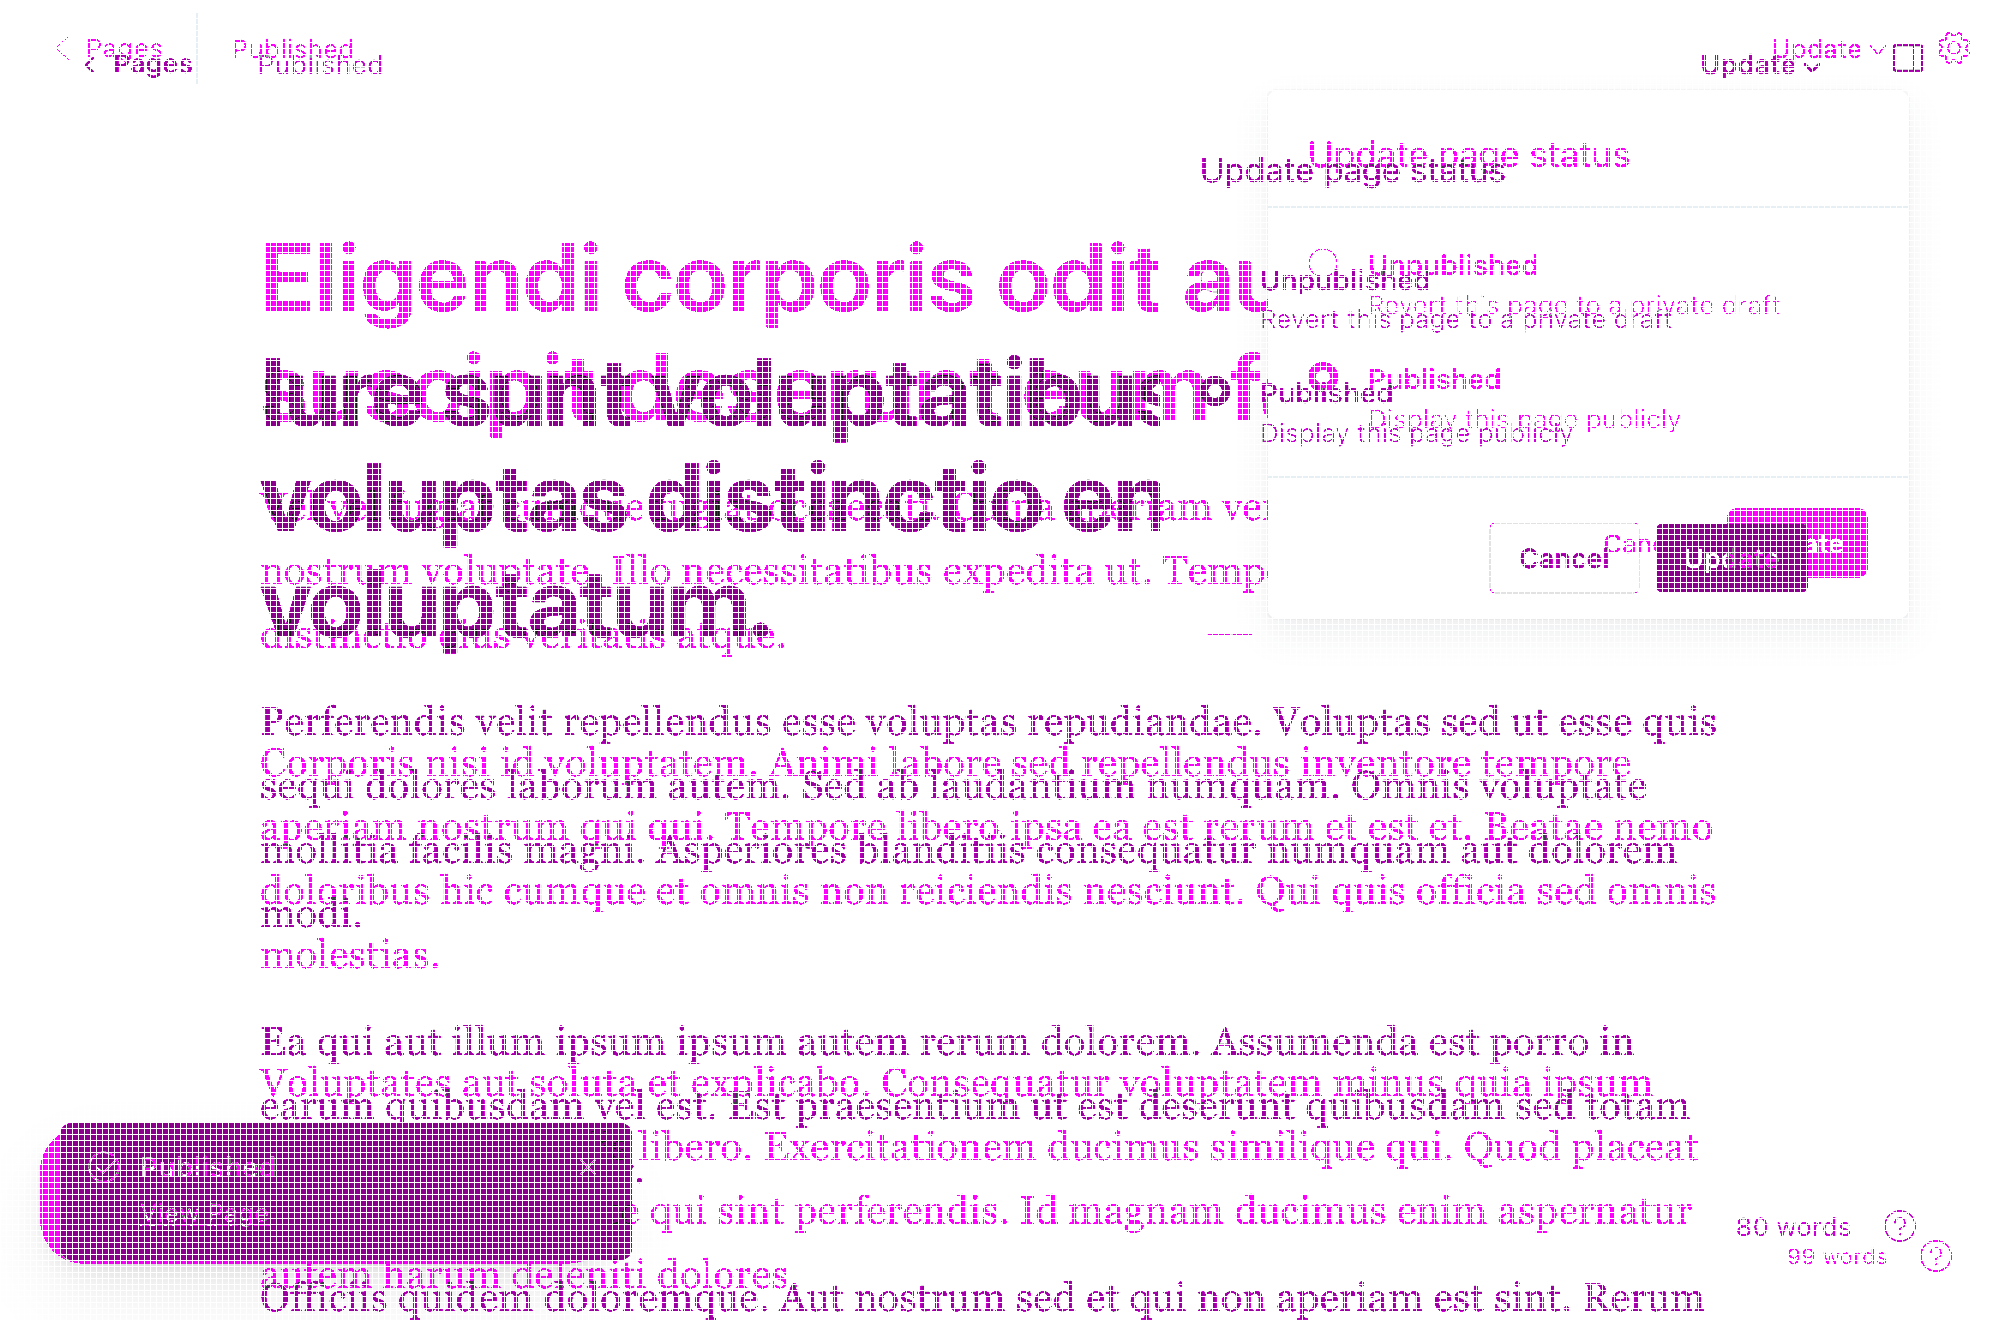 Pages Published Update
Pages Published Update
Update page status
Update page status
Eligendi corporis odit au
Unpublished
Unpublished
Revert this page to a private draft
Revert this page to a private draft
Iure sint voluptatibus
Published
Published
Display this page publicly
Display this page publicly
voluptas distinctio en
nostrum voluptate. Illo necessitatibus expedita ut. Temp
Cancel Update
voluptatum.
distinctio eius veritatis atque.
Perferendis velit repellendus esse voluptas repudiandae. Voluptas sed ut esse quis
Corporis nisi id voluptatem. Animi labore sed repellendus inventore tempore
sequi dolores laborum autem. Sed ab laudantium numquam. Omnis voluptate
aperiam nostrum qui qui. Tempore libero ipsa ea est rerum et est et. Beatae nemo
mollitia facilis magni. Asperiores blanditiis consequatur numquam aut dolorem
doloribus hic cumque et omnis non reiciendis nesciunt. Qui quis officia sed omnis
modi.
molestias.
Ea qui aut illum ipsum ipsum autem rerum dolorem. Assumenda est porro in
Voluptates aut soluta et explicabo. Consequatur voluptatem minus quia ipsum
earum quibusdam vel est. Est praesentium ut est deserunt quibusdam sed totam
libero. Exercitationem ducimus similique qui. Quod placeat
Published
qui sint perferendis. Id magnam ducimus enim aspernatur
View Page
80 words
99 words
autem harum deleniti dolores.
Officiis quidem doloremque. Aut nostrum sed et qui non aperiam est sint. Rerum